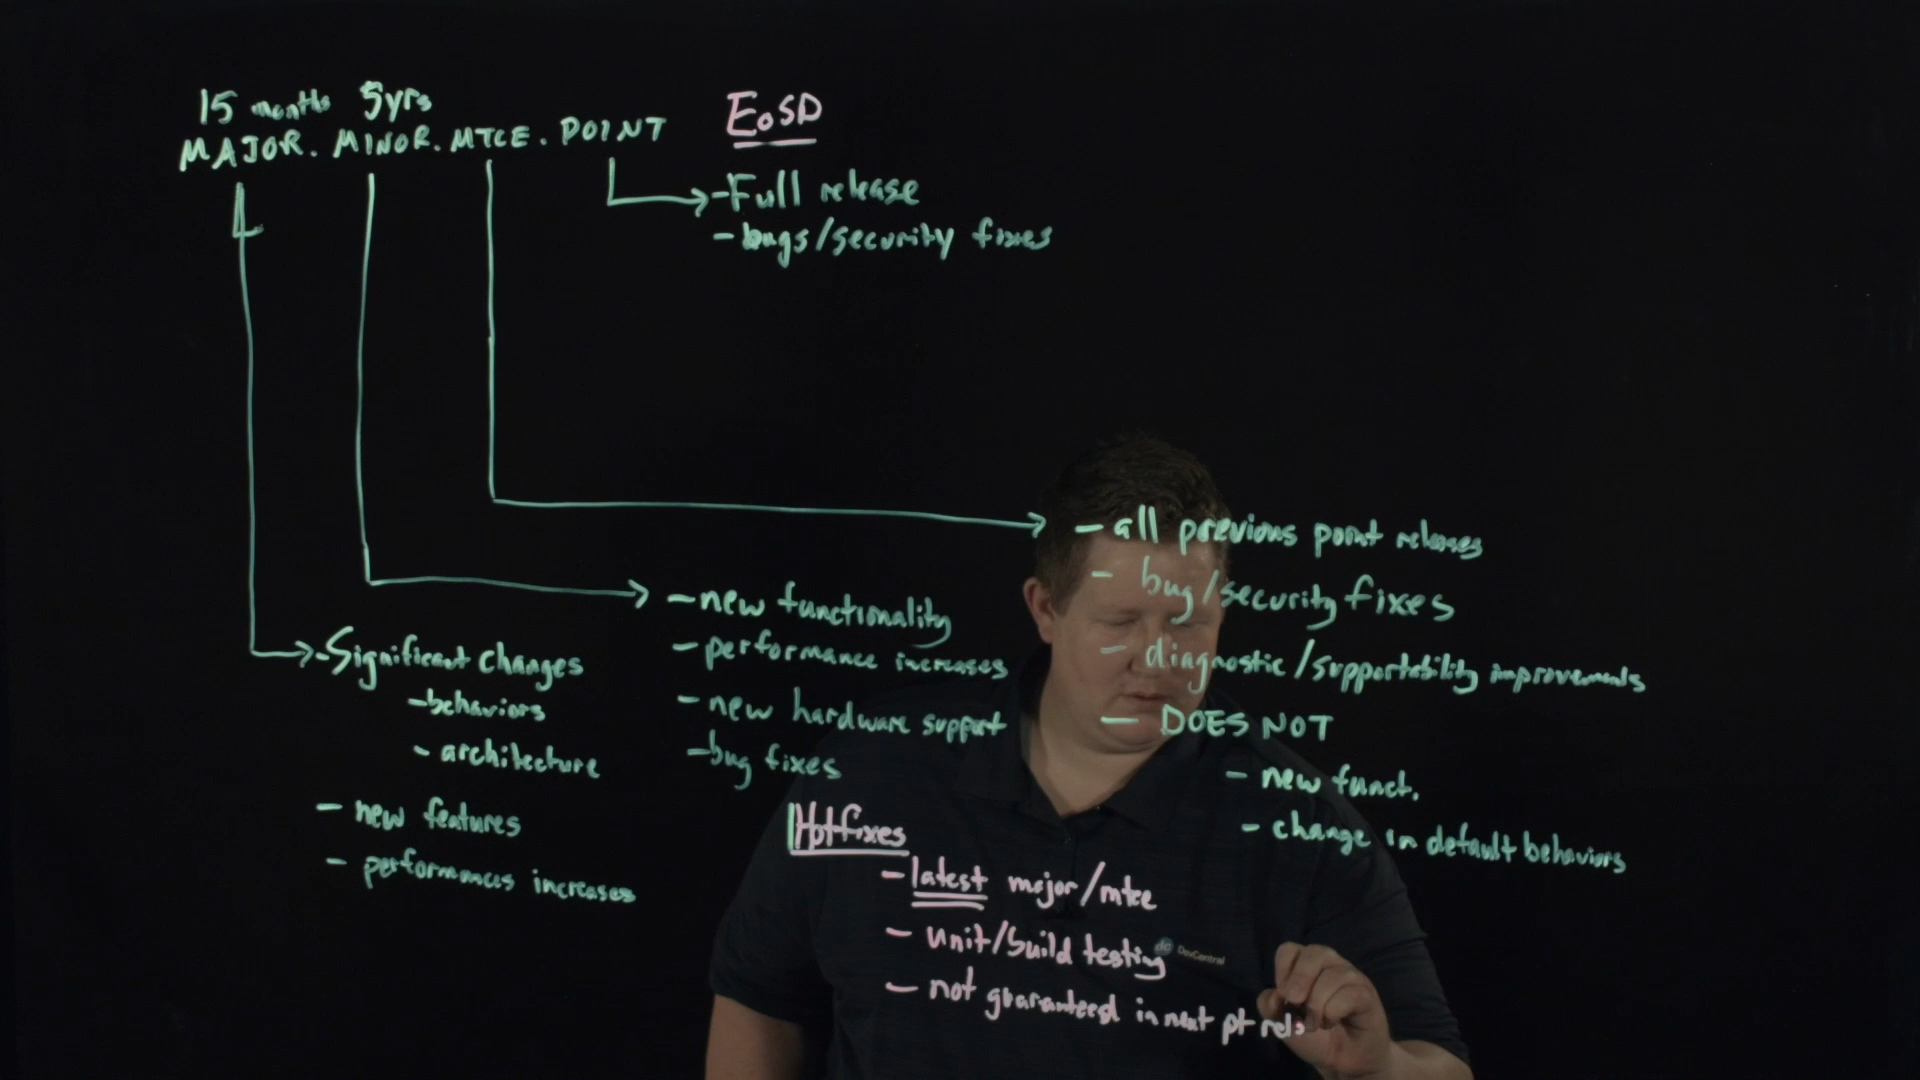 15 months 5yrs
MAJOR. MINOR. MTCE. POINT
EoSD
-Full release
- bugs/security fixes
- all previous point releases
- bug/security fixes
- diagnostic/supportability improvements
- DOES NOT
- new funct.
- change in default behaviors
- new functionality
- performance increases
- new hardware support
- bug fixes
- Significant changes
- behaviors
- architecture
- new features
- performances increases
Hotfixes
- latest major/mtce
- unit/build testing
- not guaranteed in next pt rels
dc DevCentral